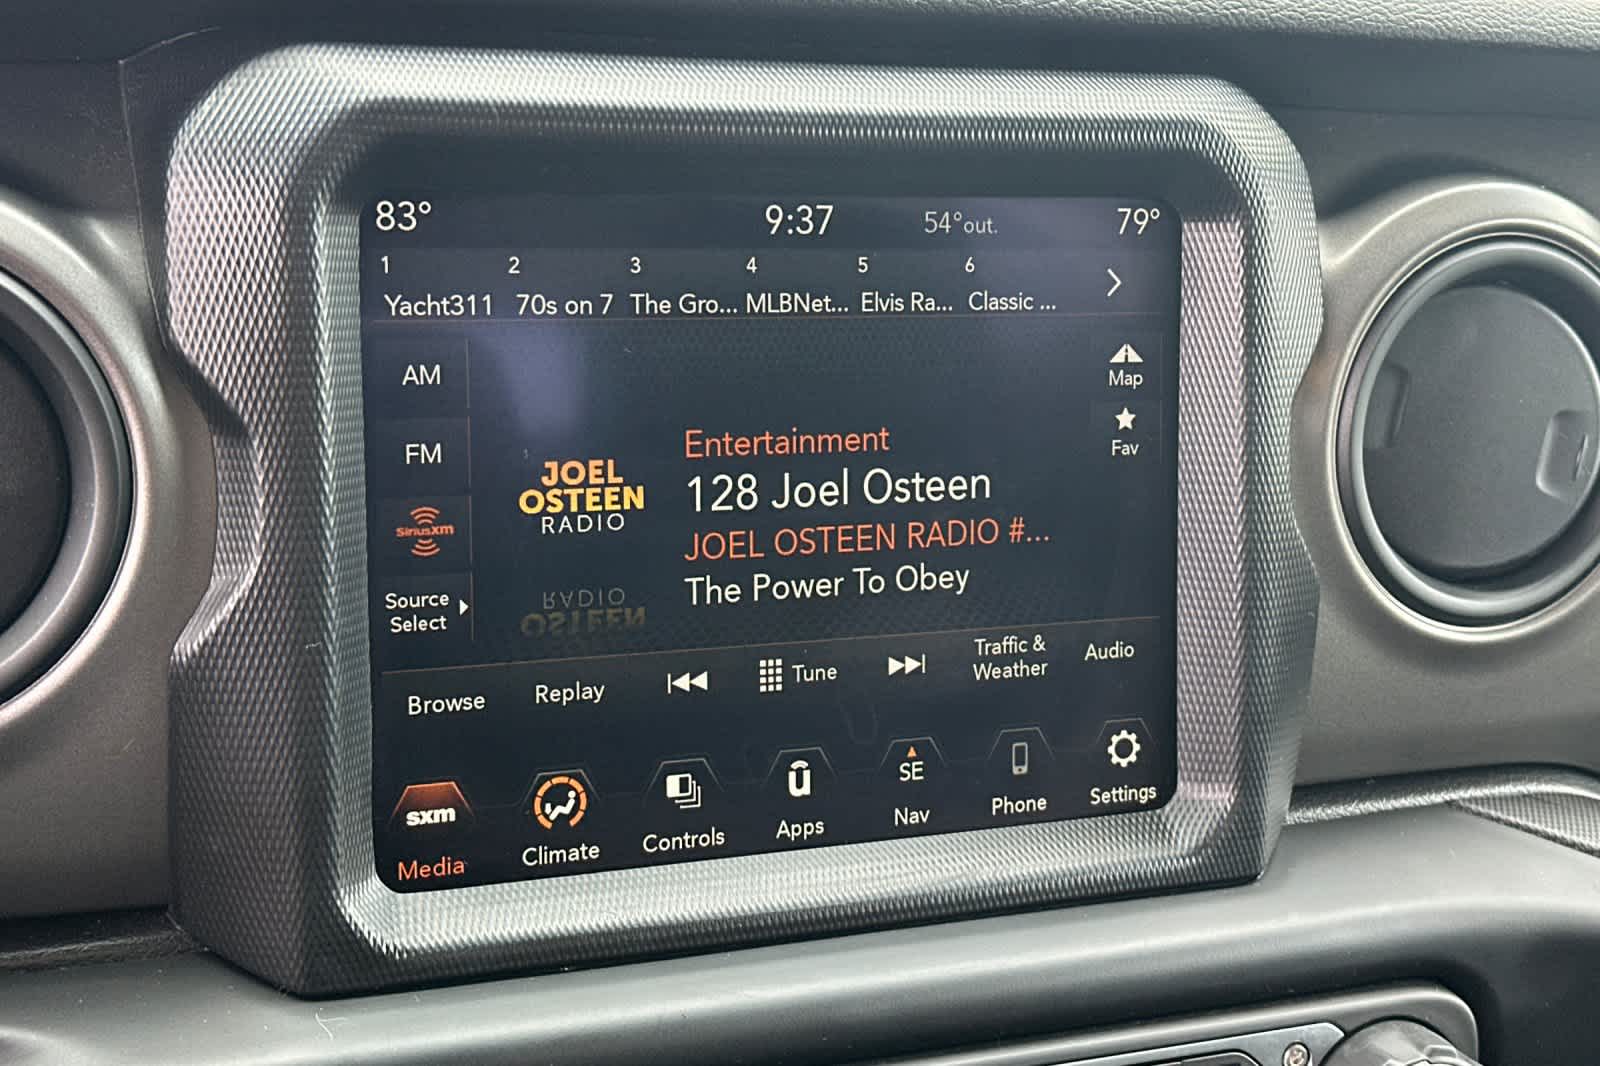 83° 9:37 54°out. 79°
1 2 3 4 5 6
Yacht311 70s on 7 The Gro... MLBNet... Elvis Ra... Classic ...
AM
FM
SiriusXM
Source
Select
JOEL
OSTEEN
RADIO
Entertainment
128 Joel Osteen
JOEL OSTEEN RADIO #...
The Power To Obey
Map
Fav
Browse Replay Tune Traffic &
Weather Audio
sxm
Media
Climate
Controls
ū
Apps
SE
Nav
Phone
Settings